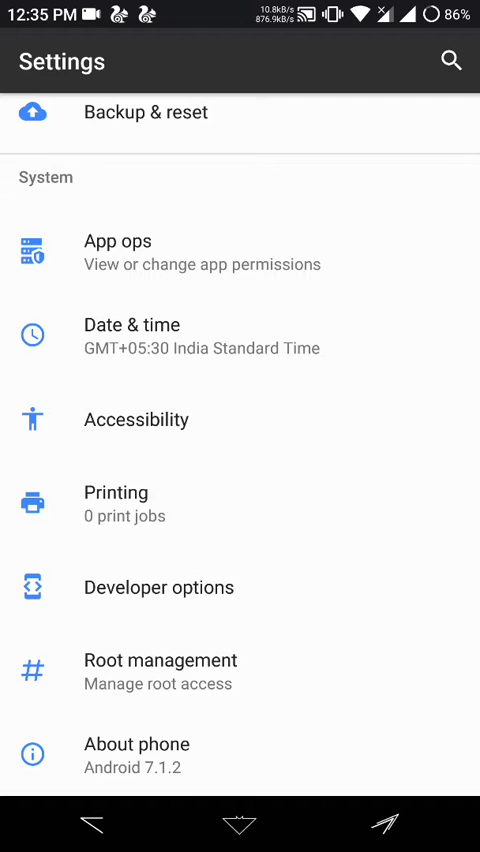 12:35 PM
10.8kB/s
876.9kB/s
86%
Settings
Backup & reset
System
App ops
View or change app permissions
Date & time
GMT+05:30 India Standard Time
Accessibility
Printing
0 print jobs
Developer options
Root management
Manage root access
About phone
Android 7.1.2